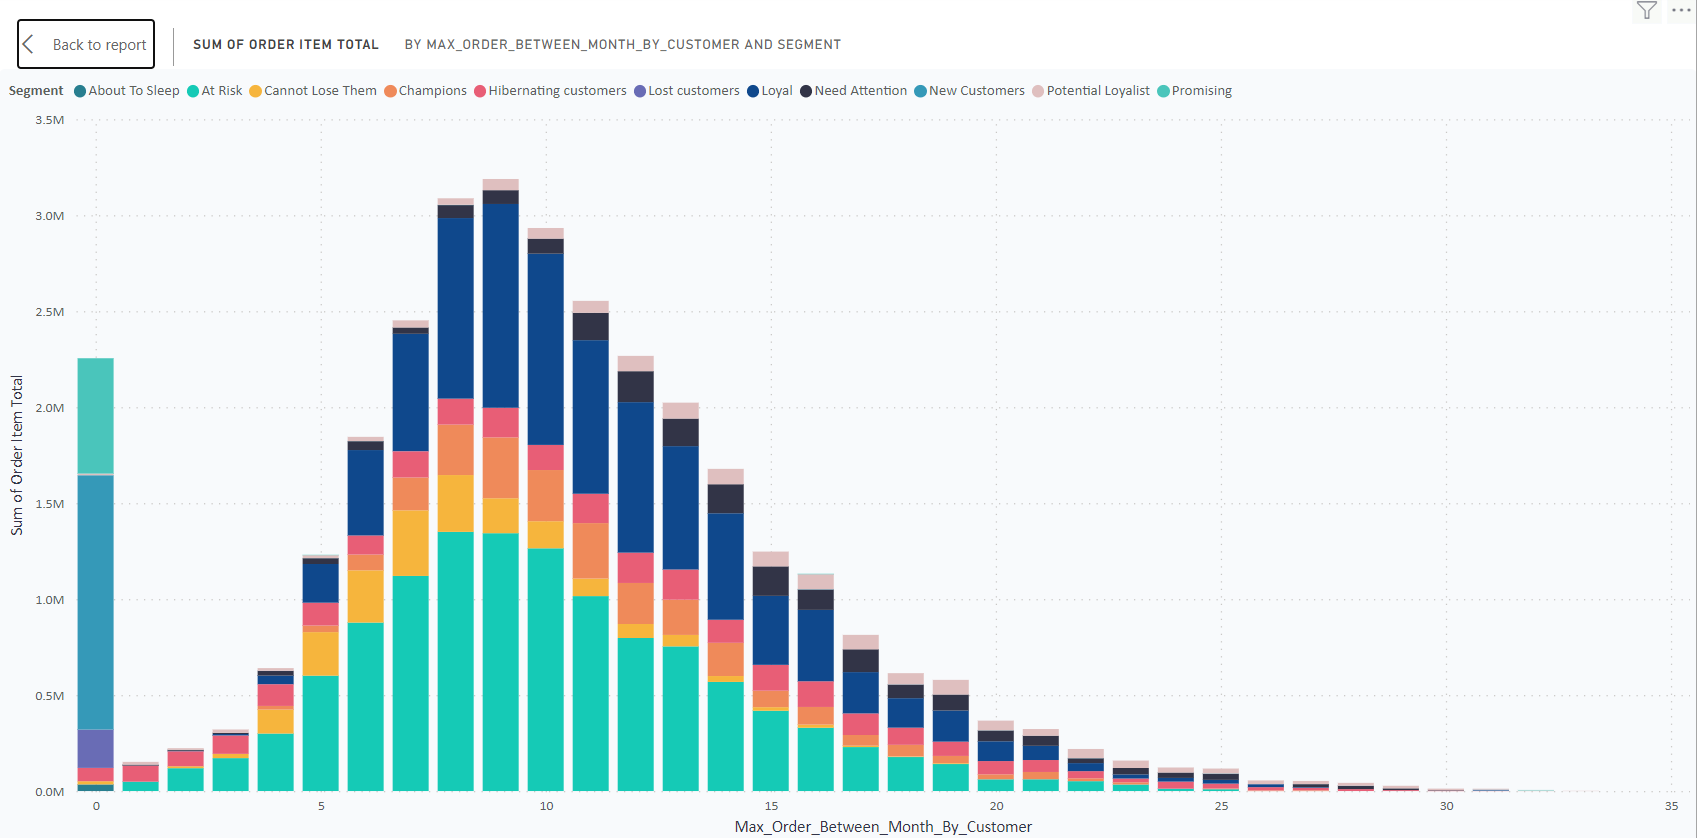 Back to report
SUM OF ORDER ITEM TOTAL BY MAX_ORDER_BETWEEN_MONTH_BY_CUSTOMER AND SEGMENT
Segment About To Sleep At Risk Cannot Lose Them Champions Hibernating customers Lost customers Loyal Need Attention New Customers Potential Loyalist Promising
Sum of Order Item Total
3.5M
3.0M
2.5M
2.0M
1.5M
1.0M
0.5M
0.0M
0 5 10 15 20 25 30 35
Max_Order_Between_Month_By_Customer